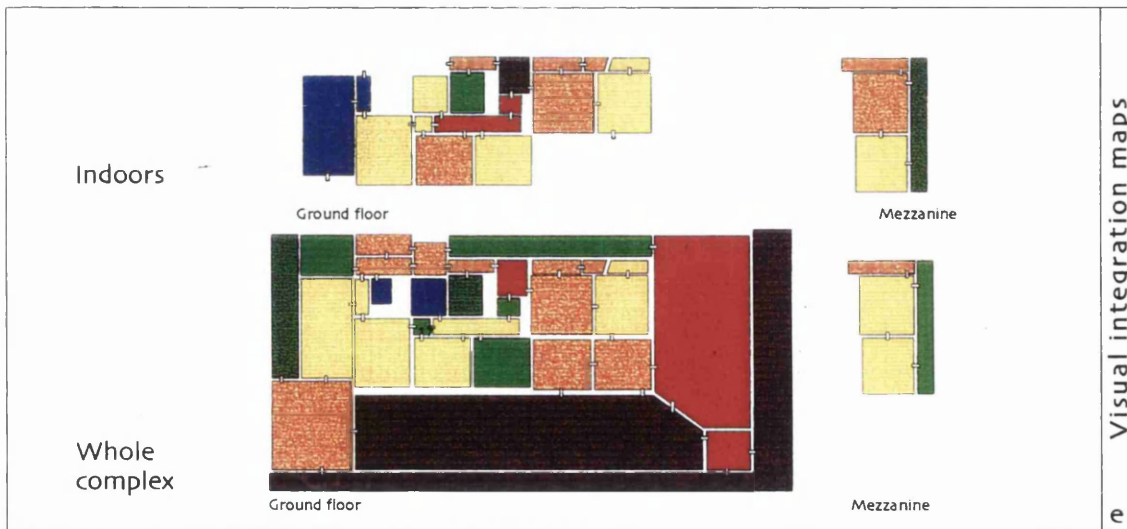 Indoors
Ground floor
Mezzanine
Whole
complex
Ground floor
Mezzanine
Visual integration maps
e